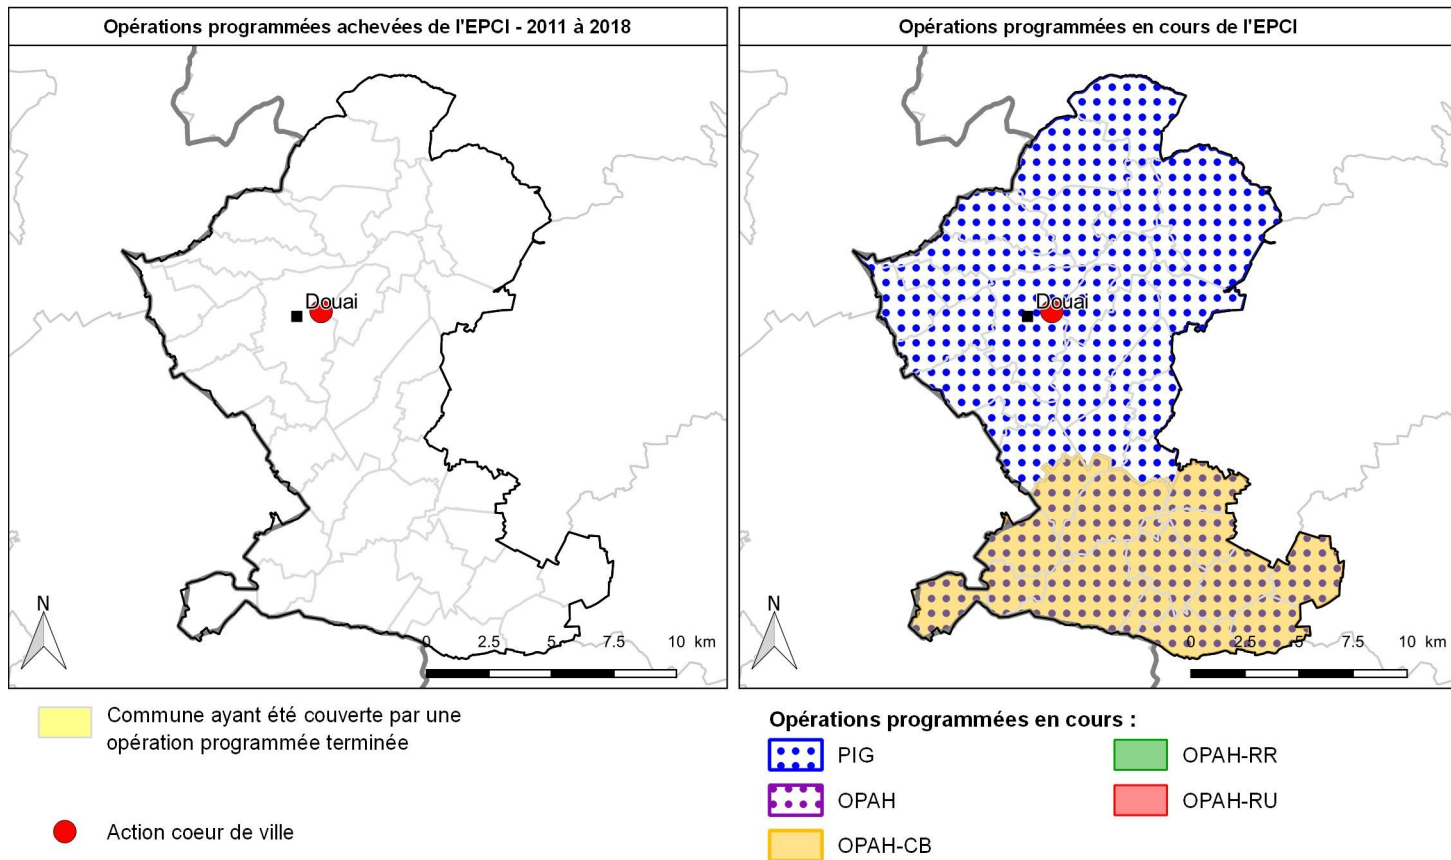 Opérations programmées achevées de l'EPCI - 2011 à 2018
Douai
N
0 2.5 5 7.5 10 km
Commune ayant été couverte par une
opération programmée terminée
Action coeur de ville
Opérations programmées en cours de l'EPCI
Douai
N
0 2.5 5 7.5 10 km
Opérations programmées en cours :
PIG
OPAH
OPAH-CB
OPAH-RR
OPAH-RU